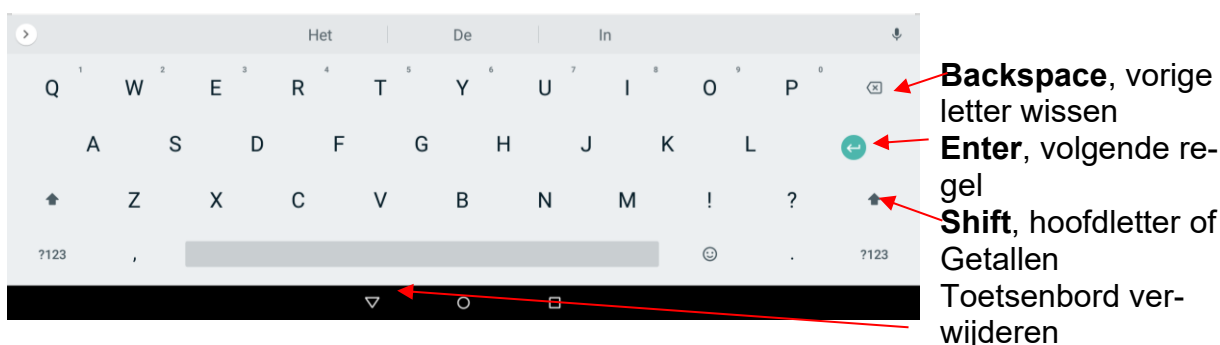 Het De In
1 2 3 4 5 6 7 8 9 0
Q W E R T Y U I O P
A S D F G H J K L
Z X C V B N M ! ?
?123 , . ?123
Backspace, vorige
letter wissen
Enter, volgende re-
gel
Shift, hoofdletter of
Getallen
Toetsenbord ver-
wijderen